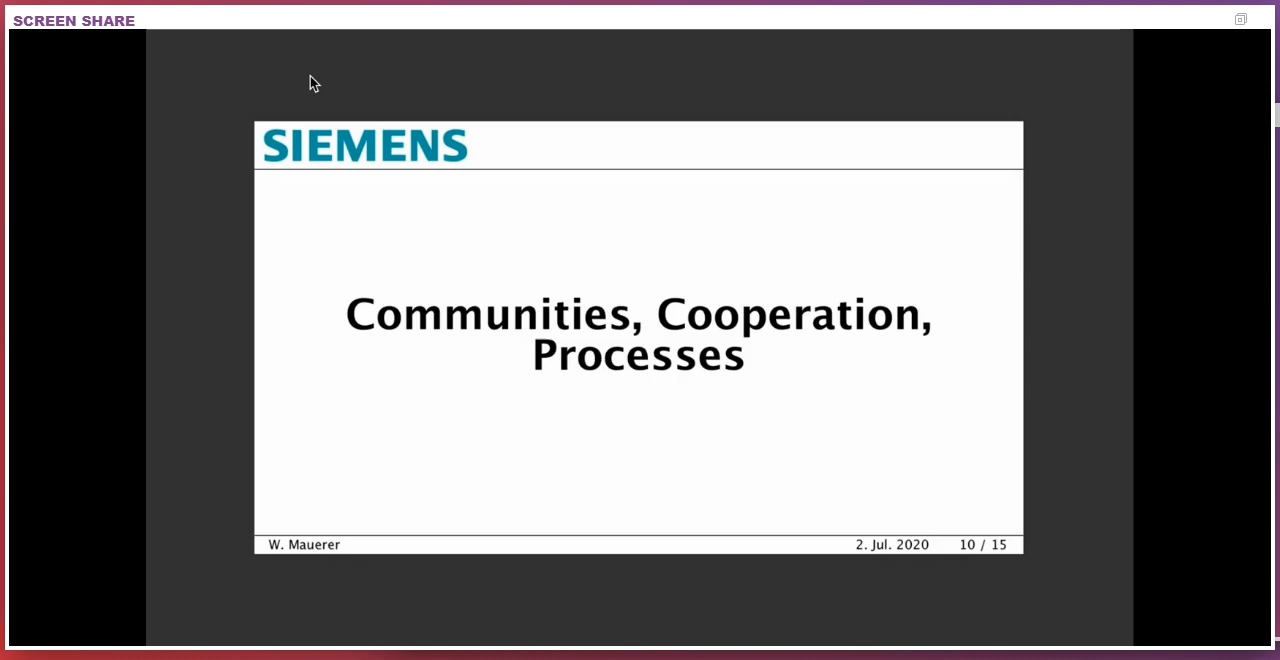 SCREEN SHARE
SIEMENS
Communities, Cooperation,
Processes
W. Mauerer 2. Jul. 2020 10 / 15